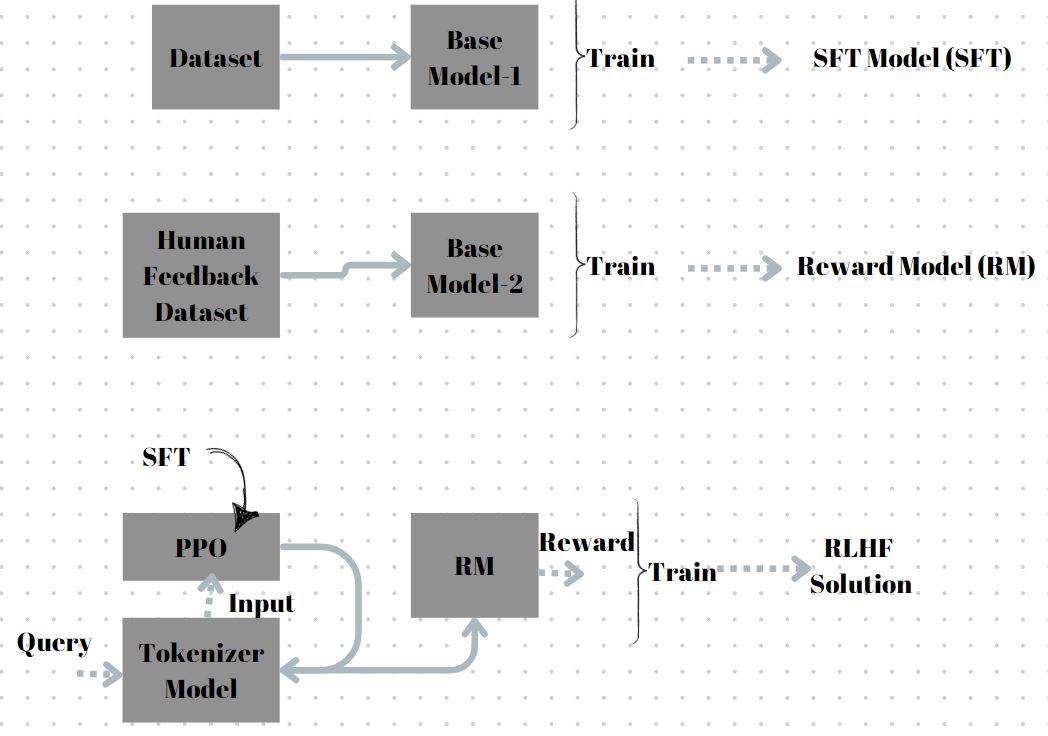 Dataset
Base
Model-1
Train
SFT Model (SFT)
Human
Feedback
Dataset
Base
Model-2
Train
Reward Model (RM)
SFT
PPO
Input
Query
Tokenizer
Model
RM
Reward
Train
RLHF
Solution